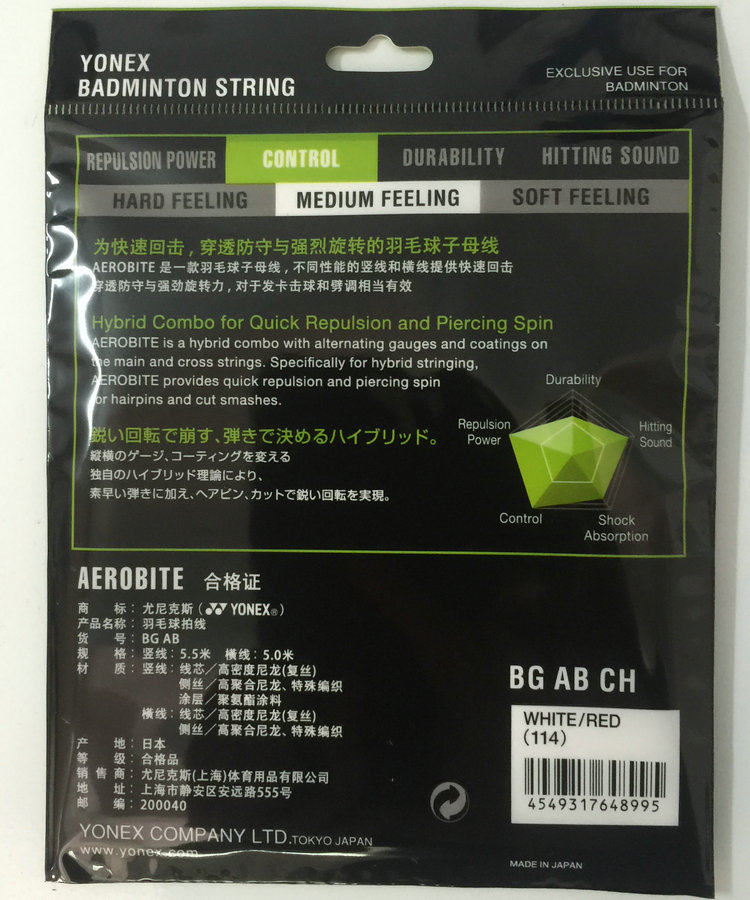 YONEX
BADMINTON STRING
EXCLUSIVE USE FOR
BADMINTON
REPULSION POWER
CONTROL
DURABILITY
HITTING SOUND
HARD FEELING
MEDIUM FEELING
SOFT FEELING
为快速回击，穿透防守与强烈旋转的羽毛球子母线
AEROBITE 是一款羽毛球子母线，不同性能的竖线和横线提供快速回击
穿透防守与强劲旋转力，对于发卡击球和劈调相当有效
Hybrid Combo for Quick Repulsion and Piercing Spin
AEROBITE is a hybrid combo with alternating gauges and coatings on
the main and cross strings. Specifically for hybrid stringing,
AEROBITE provides quick repulsion and piercing spin
for hairpins and cut smashes.
鋭い回転で崩す、弾きで決めるハイブリッド。
縦横のゲージ、コーティングを変える
独自のハイブリッド理論により、
素早い弾きに加え、ヘアピン、カットで鋭い回転を実現。
Durability
Repulsion
Power
Hitting
Sound
Control
Shock
Absorption
AEROBITE 合格证
商 标：尤尼克斯（YONEX®）
产品名称：羽毛球拍线
货 号：BG AB
规 格：竖线：5.5米 横线：5.0米
材 质：竖线：线芯／高密度尼龙(复丝)
侧丝／高聚合尼龙、特殊编织
涂层／聚氨酯涂料
横线：线芯／高密度尼龙(复丝)
侧丝／高聚合尼龙、特殊编织
产 地：日本
等 级：合格品
销 售 商：尤尼克斯(上海)体育用品有限公司
地 址：上海市静安区安远路555号
邮 编：200040
YONEX COMPANY LTD.TOKYO JAPAN
www.yonex.com
BG AB CH
WHITE/RED
(114)
4549317648995
MADE IN JAPAN